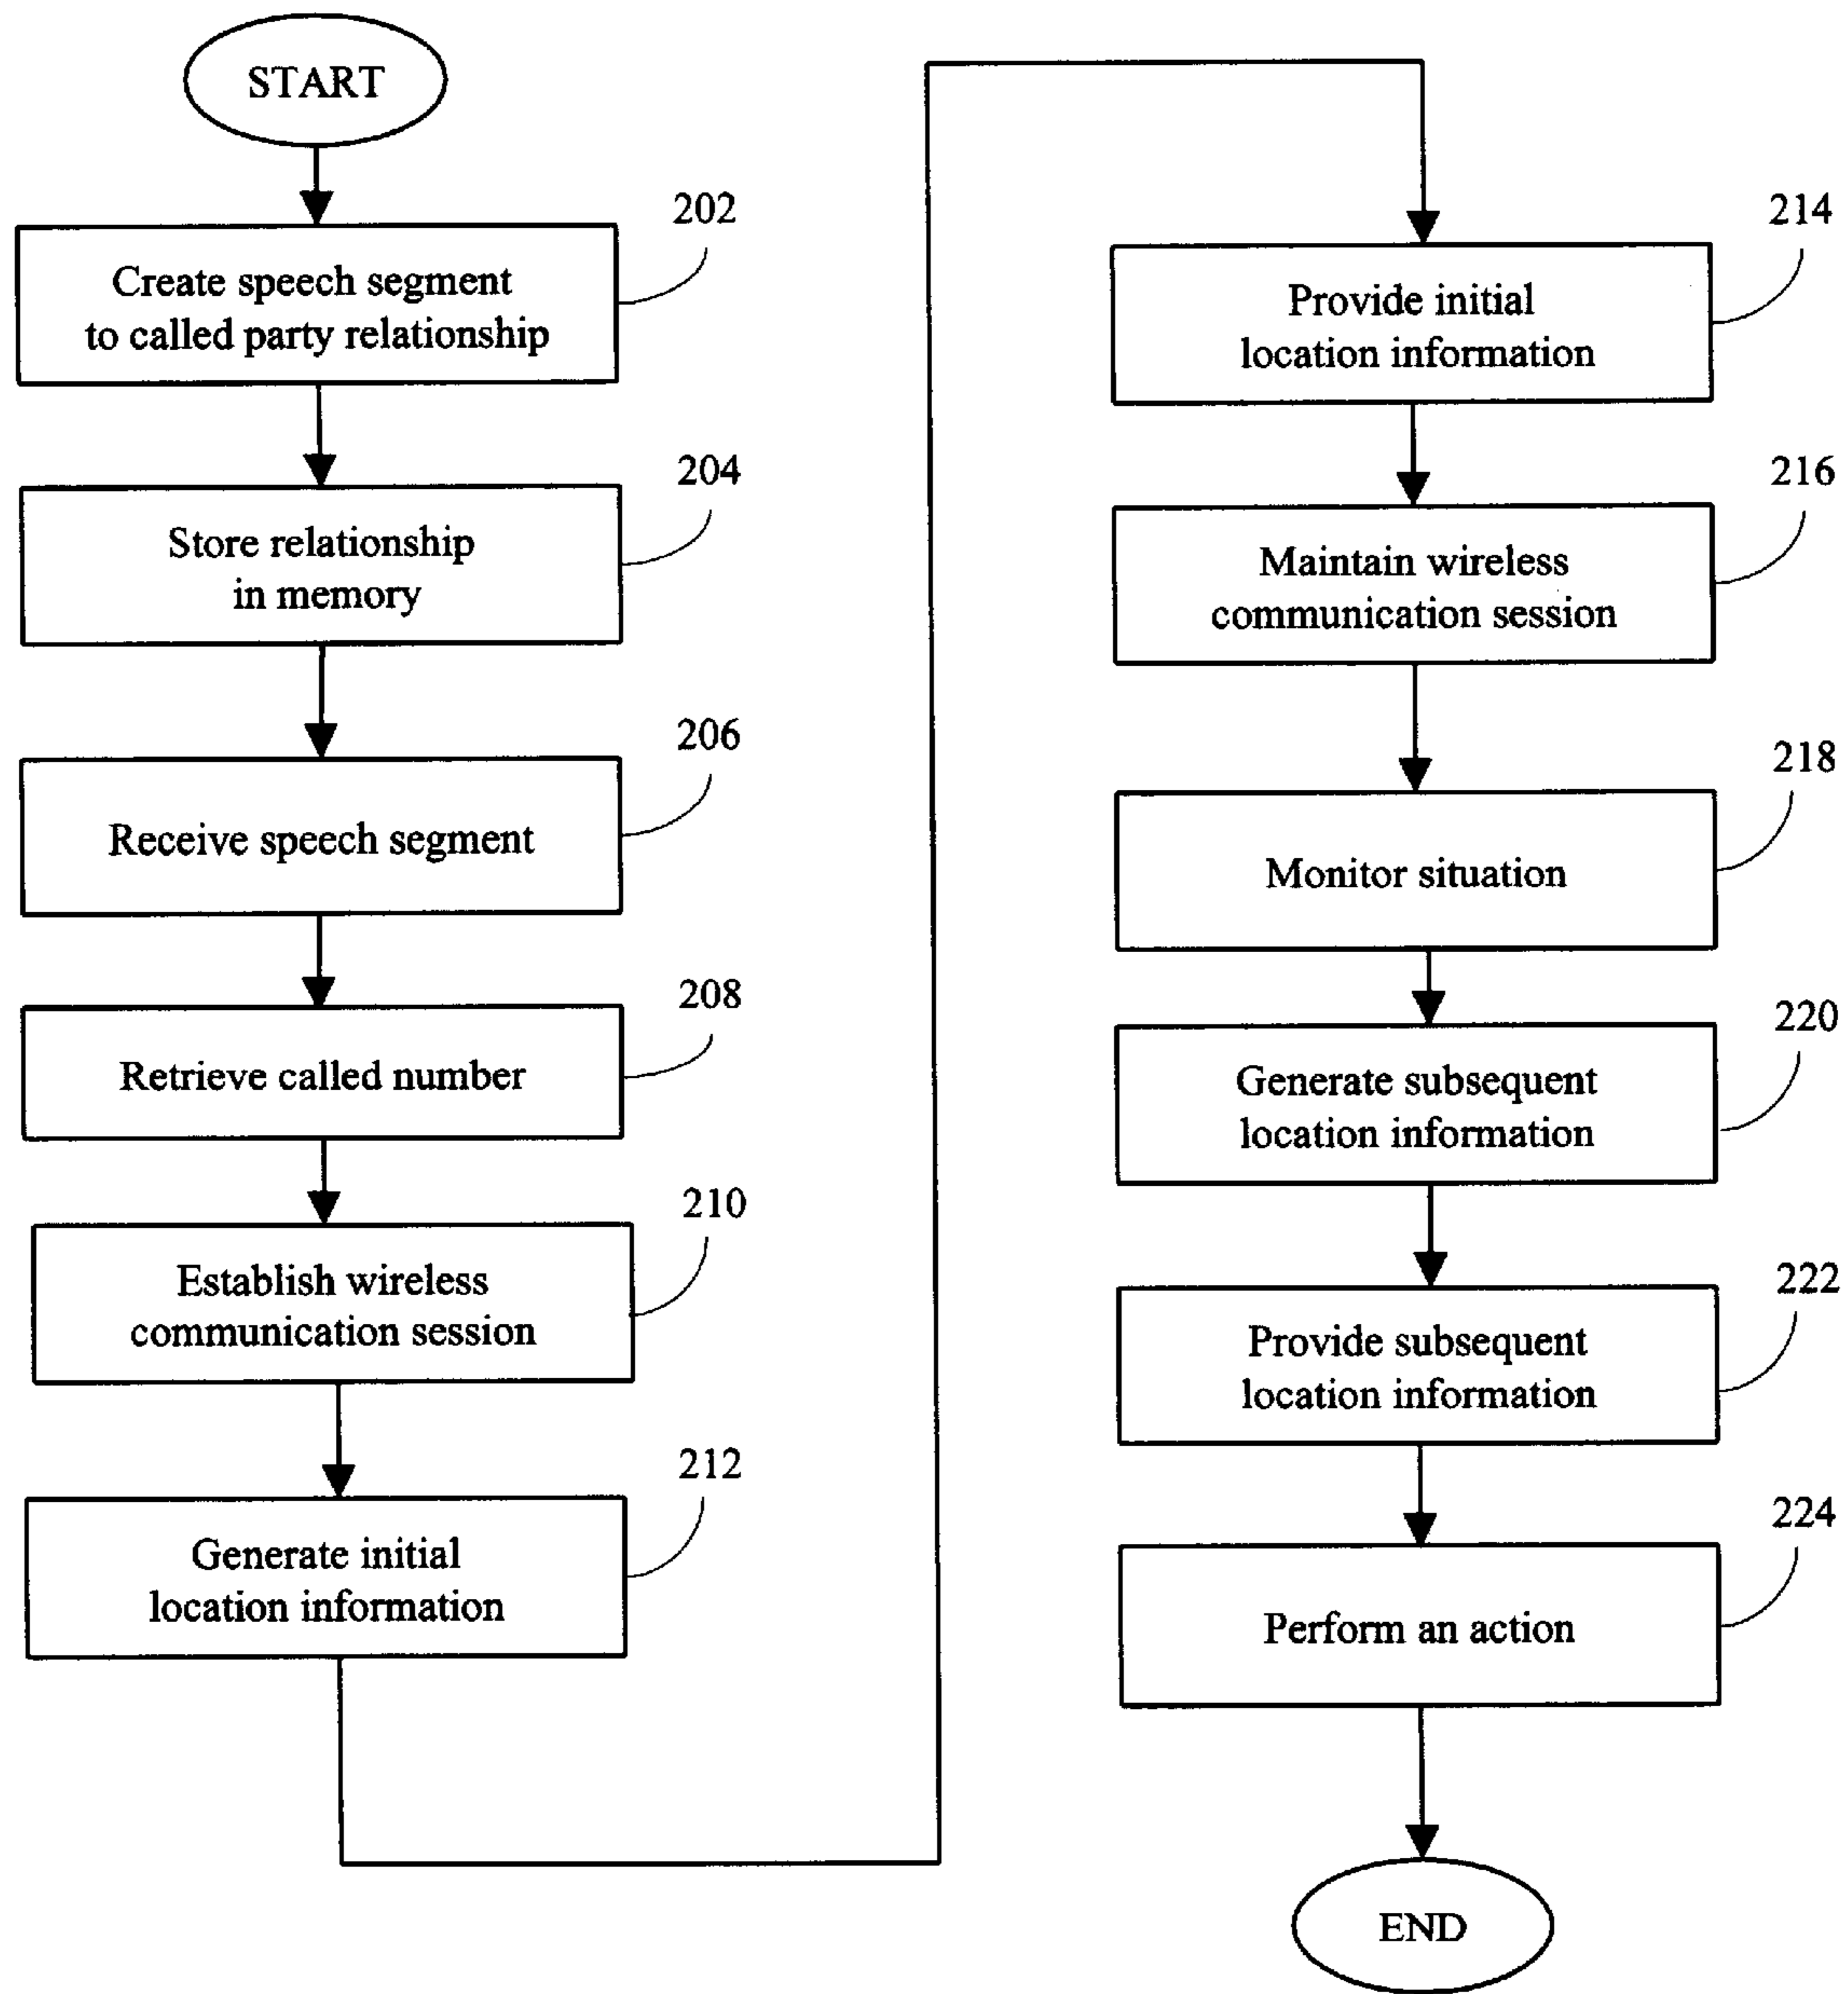 START
202
Create speech segment
to called party relationship
204
Store relationship
in memory
206
Receive speech segment
208
Retrieve called number
210
Establish wireless
communication session
212
Generate initial
location information
214
Provide initial
location information
216
Maintain wireless
communication session
218
Monitor situation
220
Generate subsequent
location information
222
Provide subsequent
location information
224
Perform an action
END